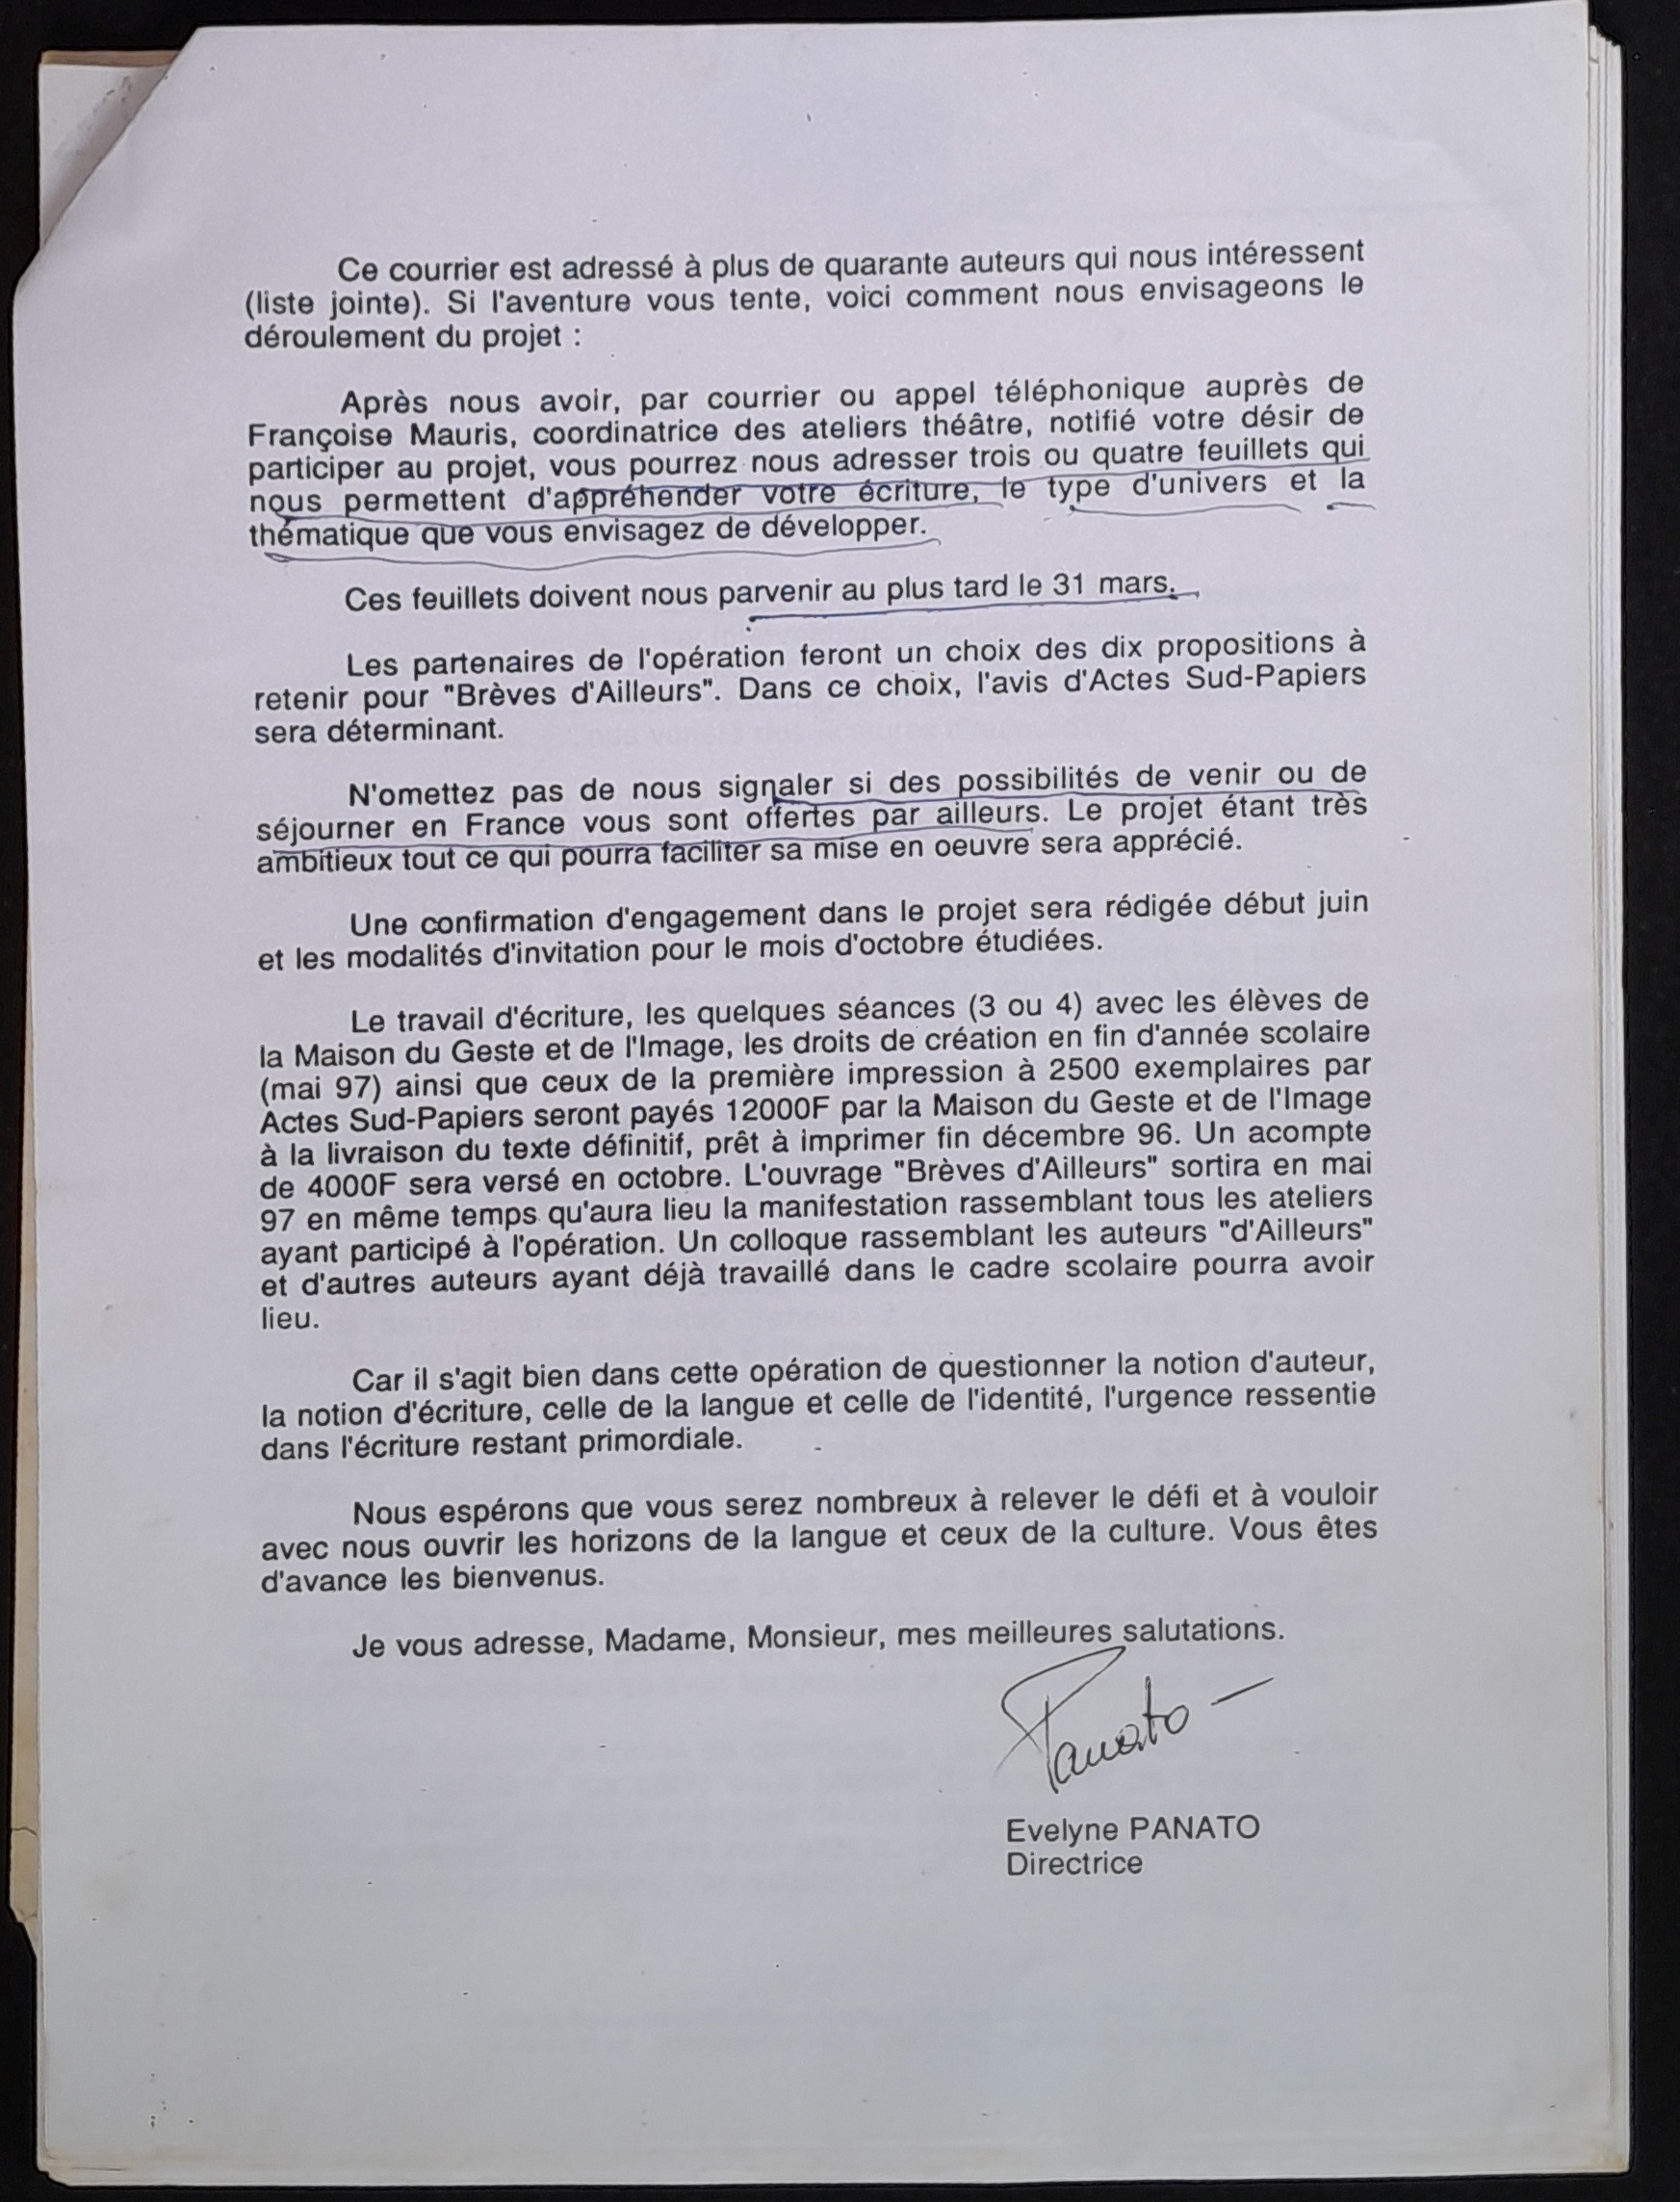 Ce courrier est adressé à plus de quarante auteurs qui nous intéressent
(liste jointe). Si l'aventure vous tente, voici comment nous envisageons le
déroulement du projet :
Après nous avoir, par courrier ou appel téléphonique auprès de
Françoise Mauris, coordinatrice des ateliers théâtre, notifié votre désir de
participer au projet, vous pourrez nous adresser trois ou quatre feuillets qui
nous permettent d'appréhender votre écriture, le type d'univers et la
thématique que vous envisagez de développer.
Ces feuillets doivent nous parvenir au plus tard le 31 mars.
Les partenaires de l'opération feront un choix des dix propositions à
retenir pour "Brèves d'Ailleurs". Dans ce choix, l'avis d'Actes Sud-Papiers
sera déterminant.
N'omettez pas de nous signaler si des possibilités de venir ou de
séjourner en France vous sont offertes par ailleurs. Le projet étant très
ambitieux tout ce qui pourra faciliter sa mise en oeuvre sera apprécié.
Une confirmation d'engagement dans le projet sera rédigée début juin
et les modalités d'invitation pour le mois d'octobre étudiées.
Le travail d'écriture, les quelques séances (3 ou 4) avec les élèves de
la Maison du Geste et de l'Image, les droits de création en fin d'année scolaire
(mai 97) ainsi que ceux de la première impression à 2500 exemplaires par
Actes Sud-Papiers seront payés 12000F par la Maison du Geste et de l'Image
à la livraison du texte définitif, prêt à imprimer fin décembre 96. Un acompte
de 4000F sera versé en octobre. L'ouvrage "Brèves d'Ailleurs" sortira en mai
97 en même temps qu'aura lieu la manifestation rassemblant tous les ateliers
ayant participé à l'opération. Un colloque rassemblant les auteurs "d'Ailleurs"
et d'autres auteurs ayant déjà travaillé dans le cadre scolaire pourra avoir
lieu.
Car il s'agit bien dans cette opération de questionner la notion d'auteur,
la notion d'écriture, celle de la langue et celle de l'identité, l'urgence ressentie
dans l'écriture restant primordiale.
Nous espérons que vous serez nombreux à relever le défi et à vouloir
avec nous ouvrir les horizons de la langue et ceux de la culture. Vous êtes
d'avance les bienvenus.
Je vous adresse, Madame, Monsieur, mes meilleures salutations.
Panato
Evelyne PANATO
Directrice